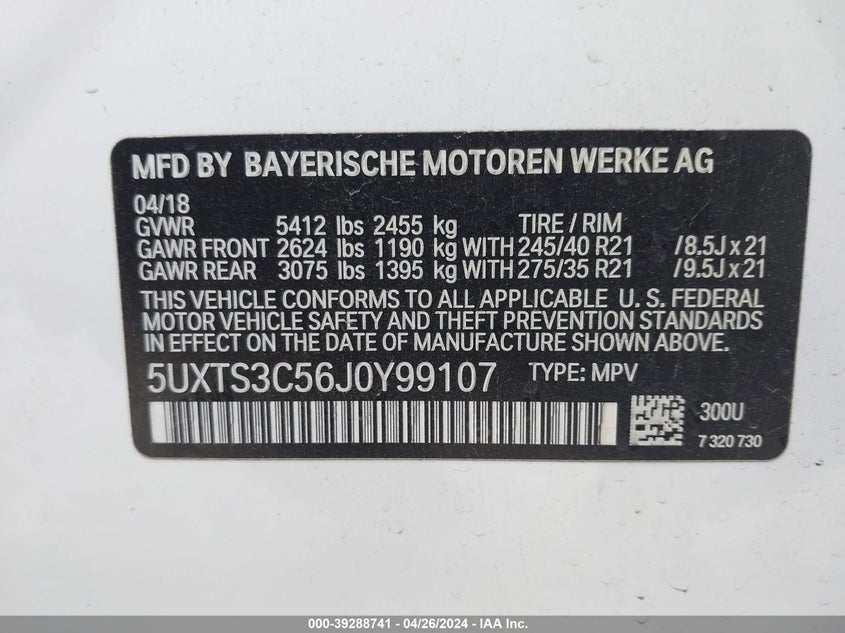 MFD BY BAYERISCHE MOTOREN WERKE AG
04/18
GVWR 5412 lbs 2455 kg TIRE / RIM
GAWR FRONT 2624 lbs 1190 kg WITH 245/40 R21 /8.5J x 21
GAWR REAR 3075 lbs 1395 kg WITH 275/35 R21 /9.5J x 21
THIS VEHICLE CONFORMS TO ALL APPLICABLE U. S. FEDERAL
MOTOR VEHICLE SAFETY AND THEFT PREVENTION STANDARDS
IN EFFECT ON THE DATE OF MANUFACTURE SHOWN ABOVE.
5UXTS3C56J0Y99107 TYPE: MPV
300U
7 320 730
000-39288741 - 04/26/2024 - IAAI Inc.